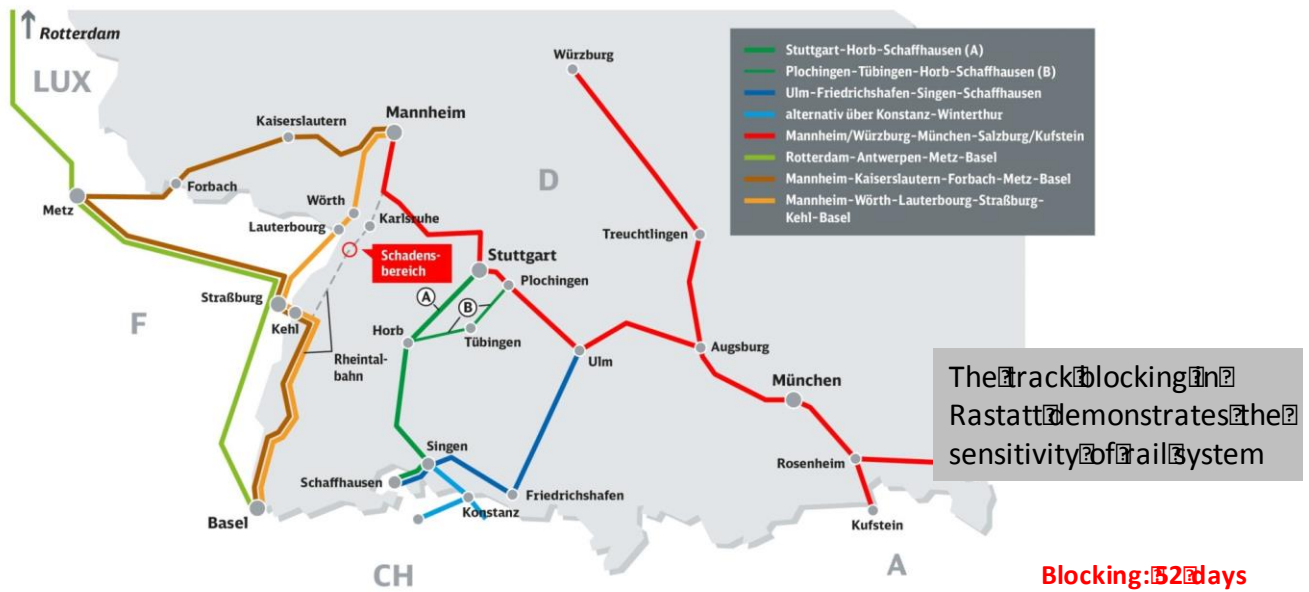 Rotterdam
LUX
Würzburg
Stuttgart-Horb-Schaffhausen (A)
Plochingen-Tübingen-Horb-Schaffhausen (B)
Ulm-Friedrichshafen-Singen-Schaffhausen
alternativ über Konstanz-Winterthur
Mannheim/Würzburg-München-Salzburg/Kufstein
Rotterdam-Antwerpen-Metz-Basel
Mannheim-Kaiserslautern-Forbach-Metz-Basel
Mannheim-Wörth-Lauterbourg-Straßburg-
Kehl-Basel
Kaiserslautern
Mannheim
D
Forbach
Metz
Wörth
Karlsruhe
Lauterbourg
Treuchtlingen
Schadens-
bereich
Stuttgart
Plochingen
Straßburg
Kehl
F
A
B
Horb
Tübingen
Rheintal-
bahn
Ulm
Augsburg
München
The track blocking in
Rastatt demonstrates the
sensitivity of rail system
Singen
Rosenheim
Schaffhausen
Friedrichshafen
Konstanz
Basel
Kufstein
CH
A
Blocking: 52 days